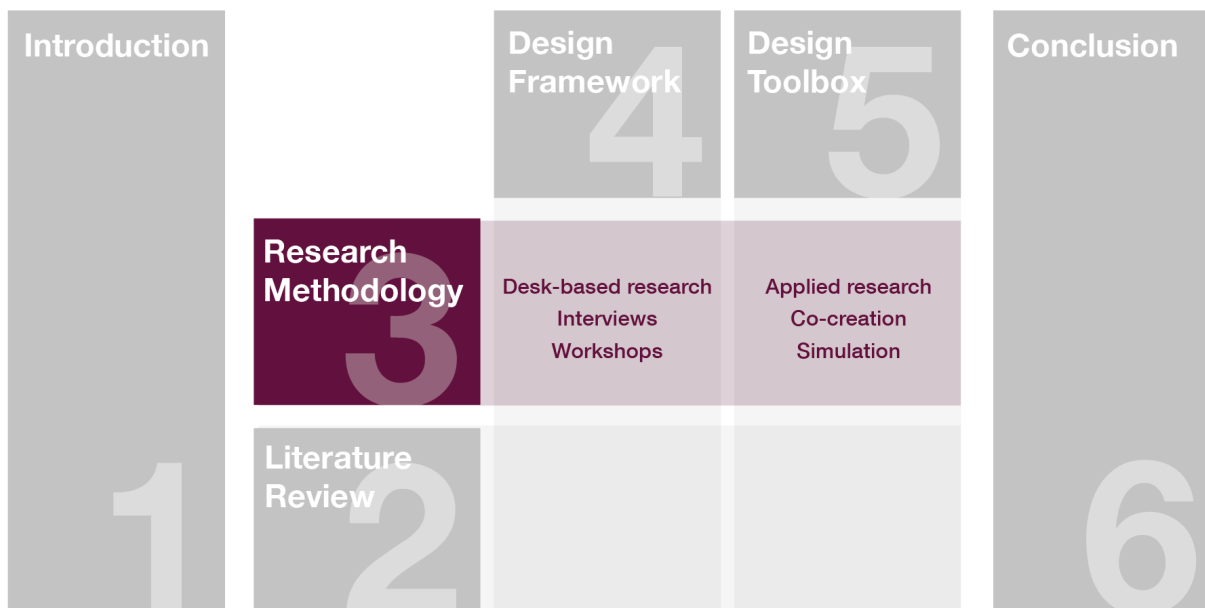 Introduction
1
Design
Framework
4
Design
Toolbox
5
Conclusion
6
Research
Methodology
3
Desk-based research
Interviews
Workshops
Applied research
Co-creation
Simulation
Literature
Review
2